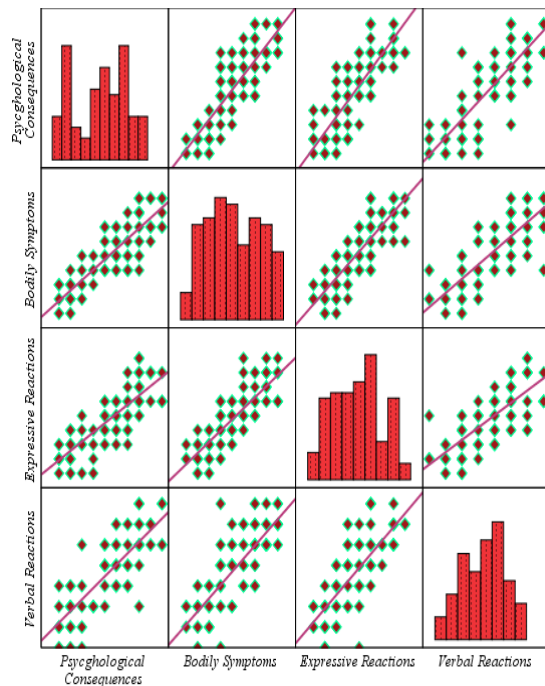 Psycghological
Consequences
Bodily Symptoms
Expressive Reactions
Verbal Reactions
Psycghological
Consequences
Bodily Symptoms
Expressive Reactions
Verbal Reactions